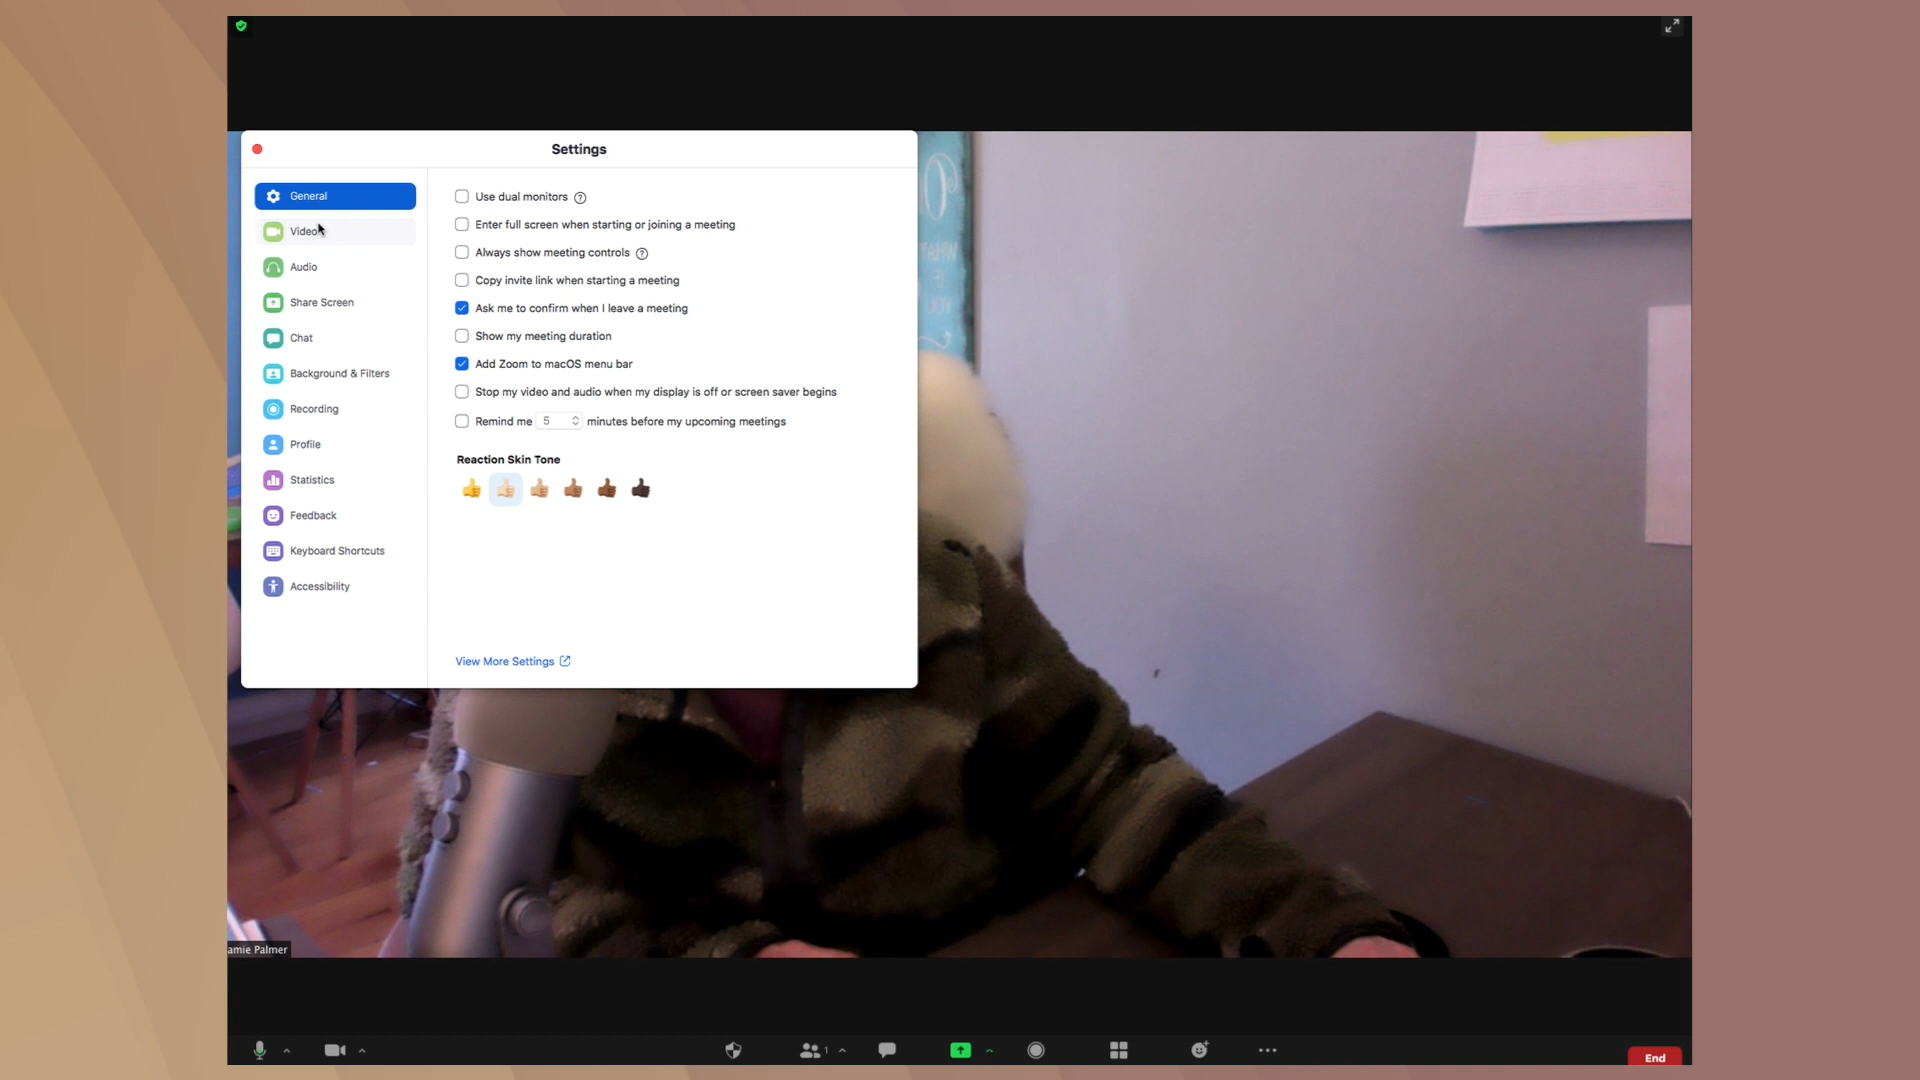 Settings
General
Video
Audio
Share Screen
Chat
Background & Filters
Recording
Profile
Statistics
Feedback
Keyboard Shortcuts
Accessibility
Use dual monitors
Enter full screen when starting or joining a meeting
Always show meeting controls
Copy invite link when starting a meeting
Ask me to confirm when I leave a meeting
Show my meeting duration
Add Zoom to macOS menu bar
Stop my video and audio when my display is off or screen saver begins
Remind me 5 minutes before my upcoming meetings
Reaction Skin Tone
View More Settings
WHAT
IF
YOU
amie Palmer
1
End